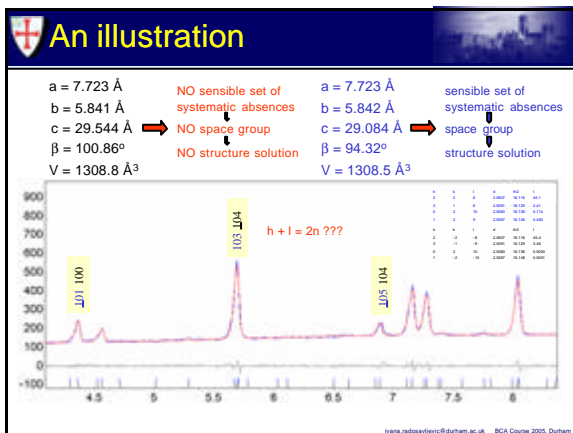 An illustration
a = 7.723 Å
b = 5.841 Å
c = 29.544 Å
β = 100.86º
V = 1308.8 Å3
NO sensible set of
systematic absences
NO space group
NO structure solution
a = 7.723 Å
b = 5.842 Å
c = 29.084 Å
β = 94.32º
V = 1308.5 Å3
sensible set of
systematic absences
space group
structure solution
900
800
700
600
500
400
300
200
100
0
-100
101 100
103 104
h + l = 2n ???
105 104
4.5 5 5.5 6 6.5 7 7.5 8
ivana.radosavljevic@durham.ac.uk BCA Course 2005, Durham